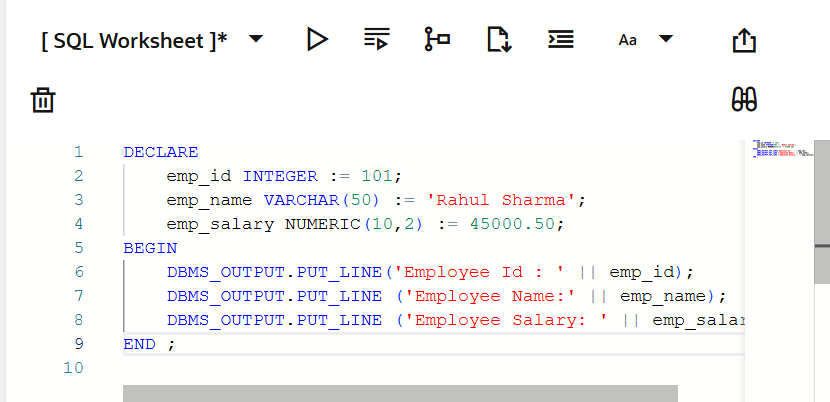 [ SQL Worksheet ]*
Aa
1 DECLARE
2 emp_id INTEGER := 101;
3 emp_name VARCHAR(50) := 'Rahul Sharma';
4 emp_salary NUMERIC(10,2) := 45000.50;
5 BEGIN
6 DBMS_OUTPUT.PUT_LINE('Employee Id : ' || emp_id);
7 DBMS_OUTPUT.PUT_LINE ('Employee Name:' || emp_name);
8 DBMS_OUTPUT.PUT_LINE ('Employee Salary: ' || emp_salar
9 END ;
10